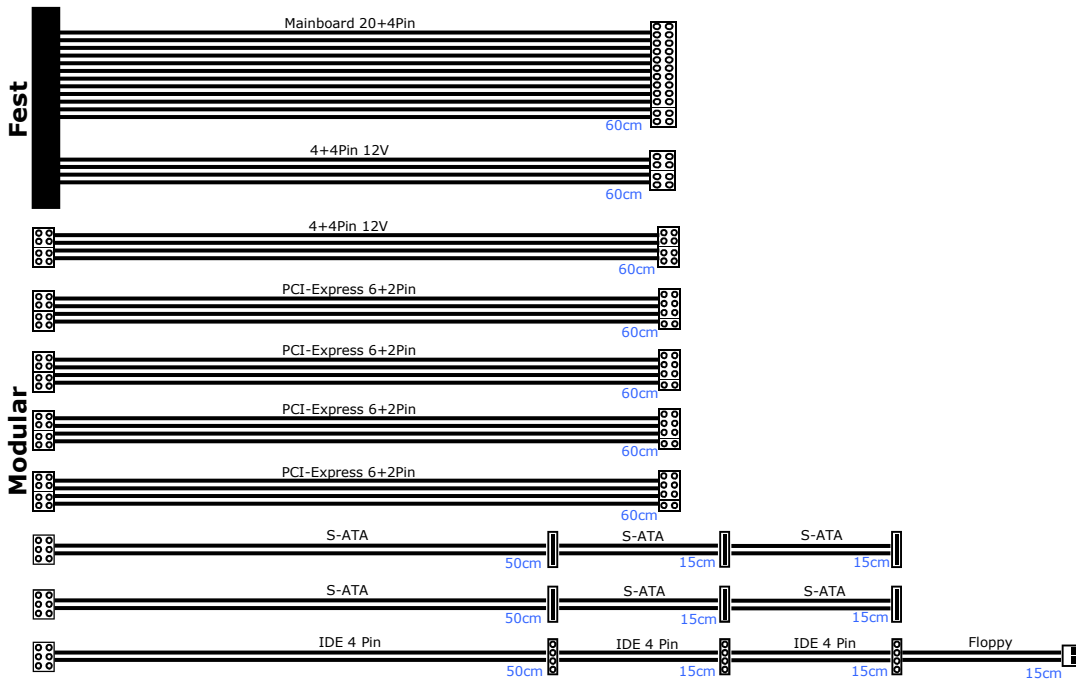 Fest
Mainboard 20+4Pin
60cm
4+4Pin 12V
60cm
Modular
4+4Pin 12V
60cm
PCI-Express 6+2Pin
60cm
PCI-Express 6+2Pin
60cm
PCI-Express 6+2Pin
60cm
PCI-Express 6+2Pin
60cm
S-ATA S-ATA S-ATA
50cm 15cm 15cm
S-ATA S-ATA S-ATA
50cm 15cm 15cm
IDE 4 Pin IDE 4 Pin IDE 4 Pin Floppy
50cm 15cm 15cm 15cm